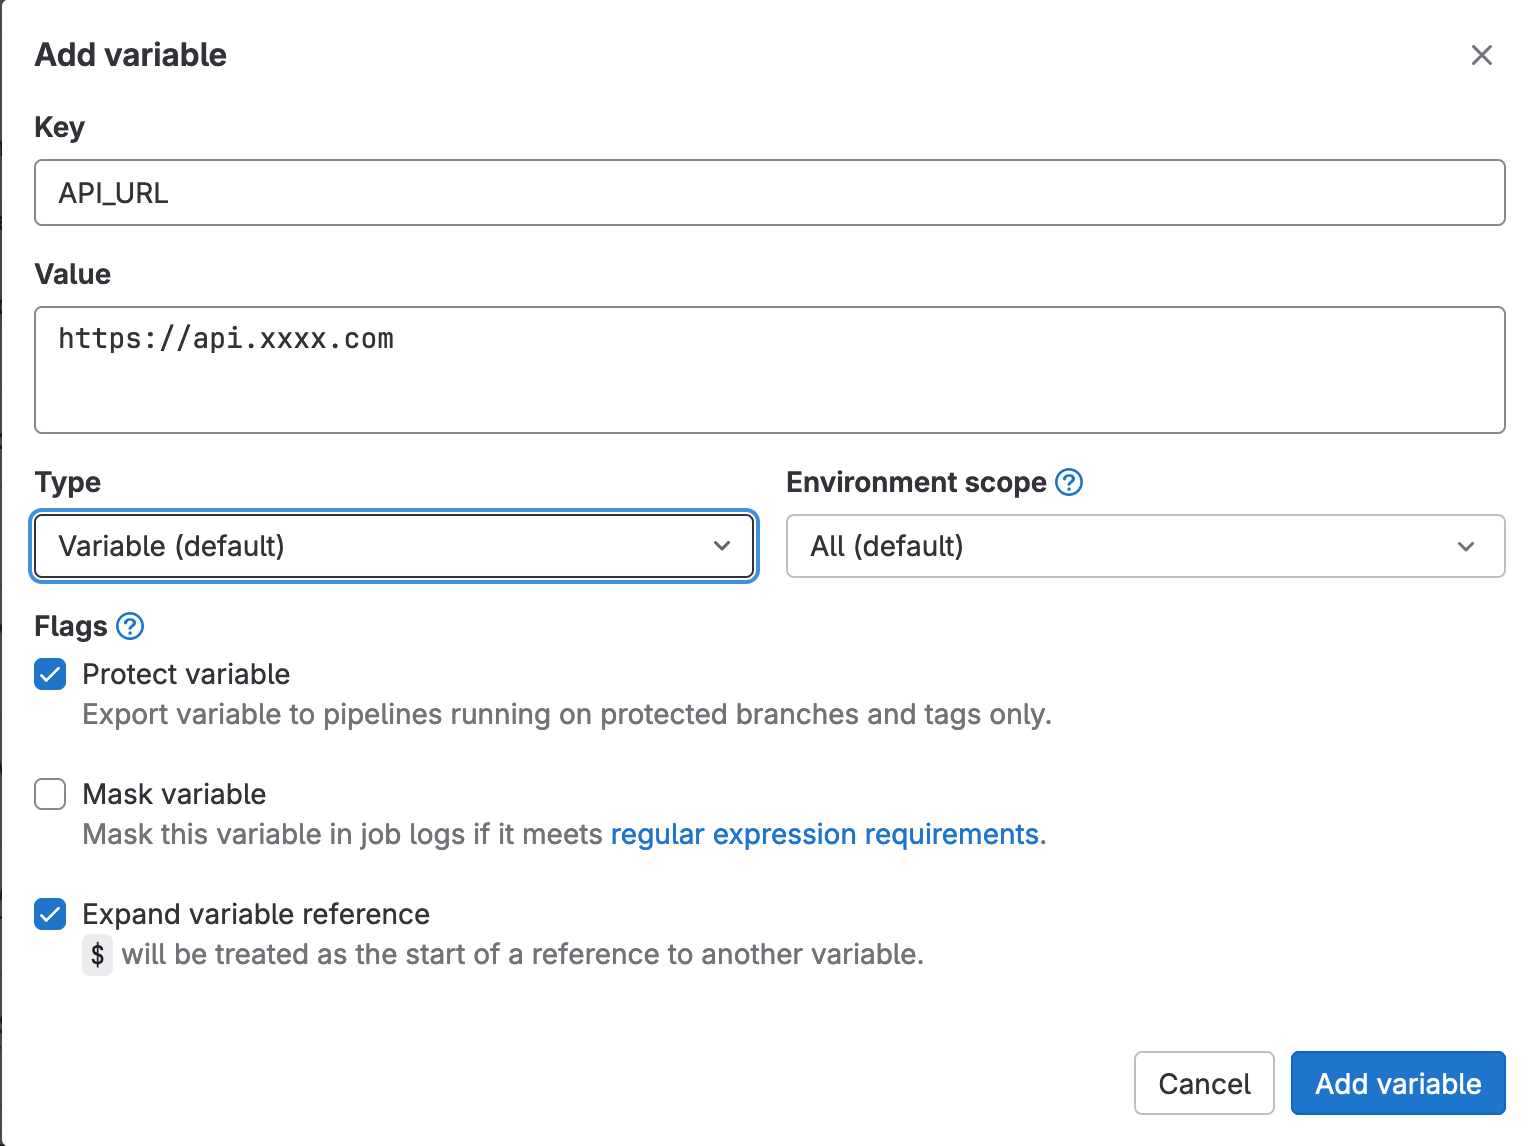 Add variable
Key
API_URL
Value
https://api.xxxx.com
Type
Environment scope ?
Variable (default)
All (default)
Flags ?
Protect variable
Export variable to pipelines running on protected branches and tags only.
Mask variable
Mask this variable in job logs if it meets regular expression requirements.
Expand variable reference
$ will be treated as the start of a reference to another variable.
Cancel
Add variable